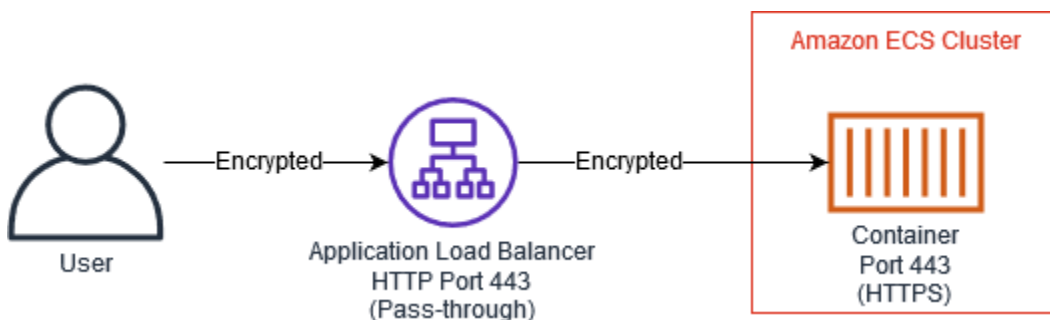 Amazon ECS Cluster
Encrypted
Encrypted
User
Application Load Balancer
HTTP Port 443
(Pass-through)
Container
Port 443
(HTTPS)